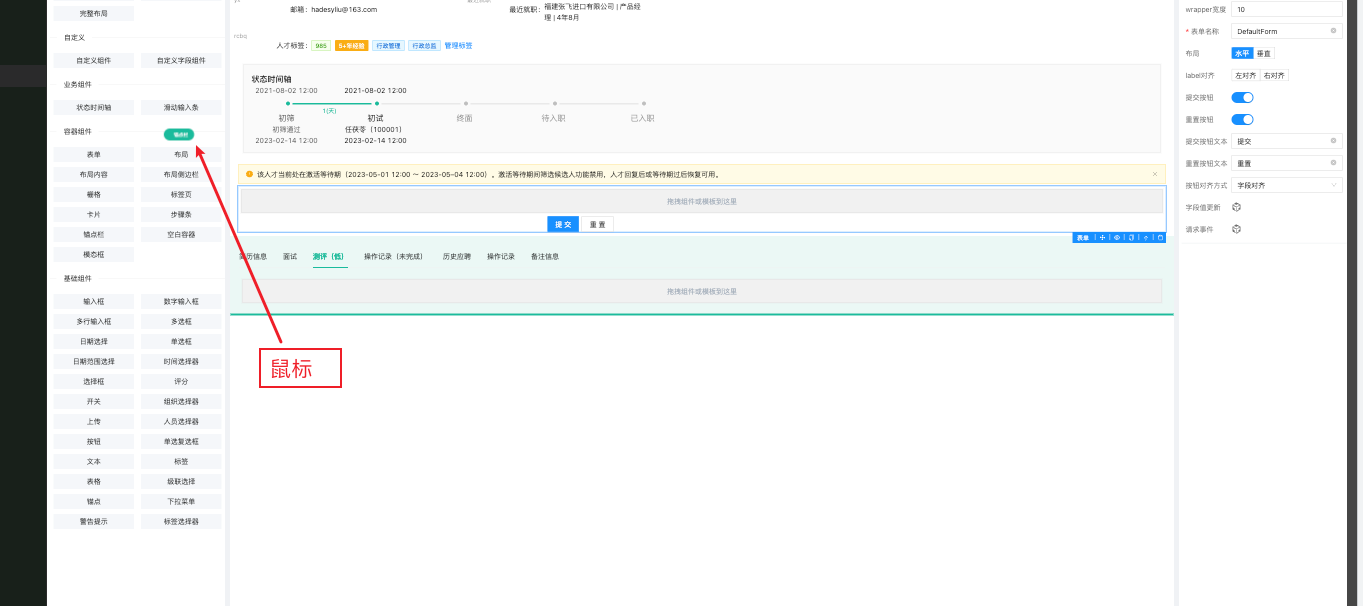 完整布局
自定义
自定义组件
自定义字段组件
业务组件
状态时间轴
滑动输入条
容器组件
锚点栏
表单
布局
布局内容
布局侧边栏
栅格
标签页
卡片
步骤条
锚点栏
空白容器
模态框
基础组件
输入框
数字输入框
多行输入框
多选框
日期选择
单选框
日期范围选择
时间选择器
选择框
评分
开关
组织选择器
上传
人员选择器
按钮
单选复选框
文本
标签
表格
级联选择
锚点
下拉菜单
警告提示
标签选择器
邮箱：hadesyliu@163.com
最近就职：
福建张飞进口有限公司 | 产品经
理 | 4年8月
rcbq
人才标签： 985 5+年经验 行政管理 行政总监 管理标签
状态时间轴
2021-08-02 12:00
2021-08-02 12:00
1(天)
初筛
初试
终面
待入职
已入职
初筛通过
任茯苓（100001）
2023-02-14 12:00
2023-02-14 12:00
该人才当前处在激活等待期（2023-05-01 12:00 ～ 2023-05-04 12:00），激活等待期间筛选候选人功能禁用，人才回复后或等待期过后恢复可用。
拖拽组件或模板到这里
提 交
重 置
表单
历信息
面试
测评（低）
操作记录（未完成）
历史应聘
操作记录
备注信息
拖拽组件或模板到这里
鼠标
wrapper宽度
10
* 表单名称
DefaultForm
布局
水平
垂直
label对齐
左对齐
右对齐
提交按钮
重置按钮
提交按钮文本
提交
重置按钮文本
重置
按钮对齐方式
字段对齐
字段值更新
请求事件